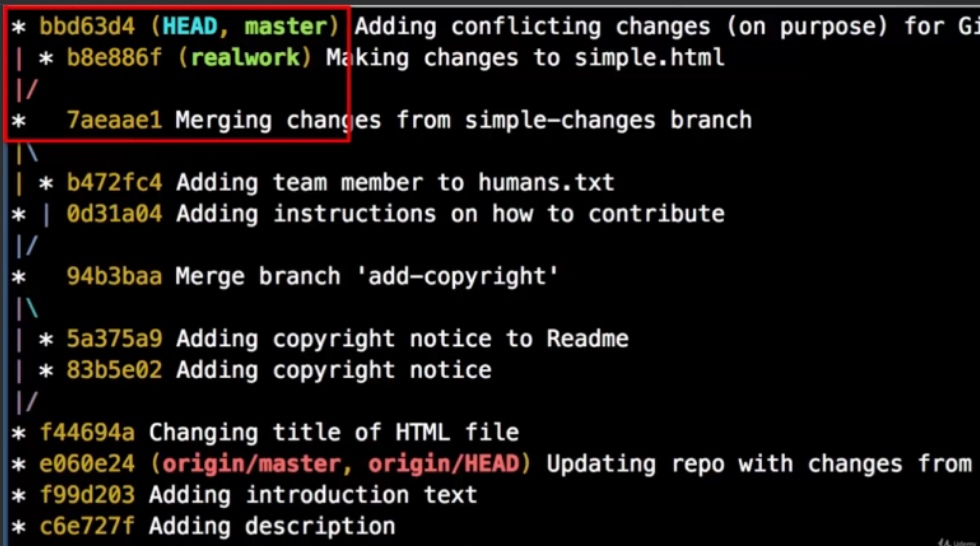 * bbd63d4 (HEAD, master) Adding conflicting changes (on purpose) for Gi
| * b8e886f (realwork) Making changes to simple.html
|/
*   7aeaae1 Merging changes from simple-changes branch
|\
| * b472fc4 Adding team member to humans.txt
* | 0d31a04 Adding instructions on how to contribute
|/
*   94b3baa Merge branch 'add-copyright'
|\
| * 5a375a9 Adding copyright notice to Readme
| * 83b5e02 Adding copyright notice
|/
* f44694a Changing title of HTML file
* e060e24 (origin/master, origin/HEAD) Updating repo with changes from
* f99d203 Adding introduction text
* c6e727f Adding description
Udemy